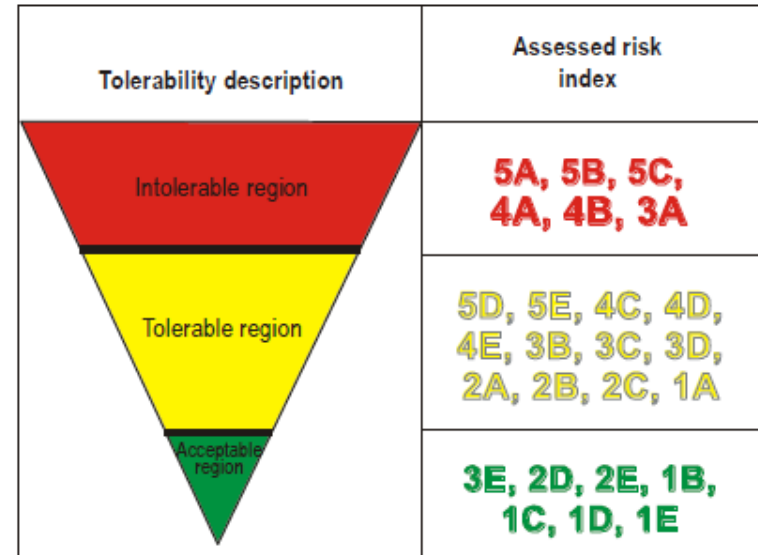 Tolerability description
Assessed risk
index
Intolerable region
5A, 5B, 5C,
4A, 4B, 3A
Tolerable region
5D, 5E, 4C, 4D,
4E, 3B, 3C, 3D,
2A, 2B, 2C, 1A
Acceptable
region
3E, 2D, 2E, 1B,
1C, 1D, 1E